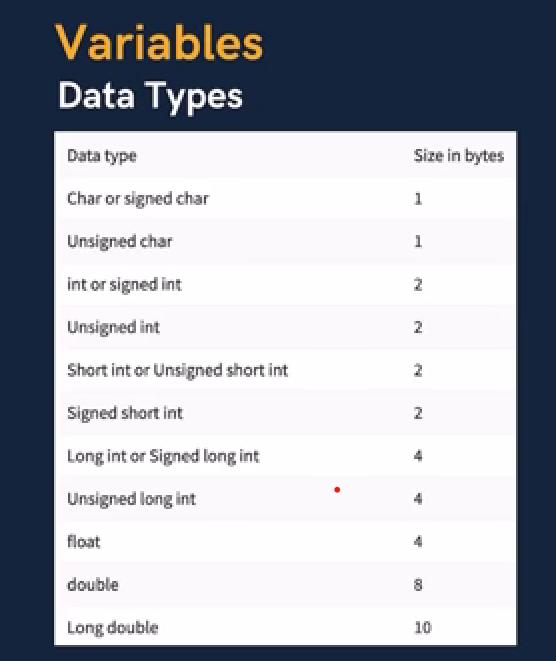 Variables
Data Types
Data type Size in bytes
Char or signed char 1
Unsigned char 1
int or signed int 2
Unsigned int 2
Short int or Unsigned short int 2
Signed short int 2
Long int or Signed long int 4
Unsigned long int 4
float 4
double 8
Long double 10